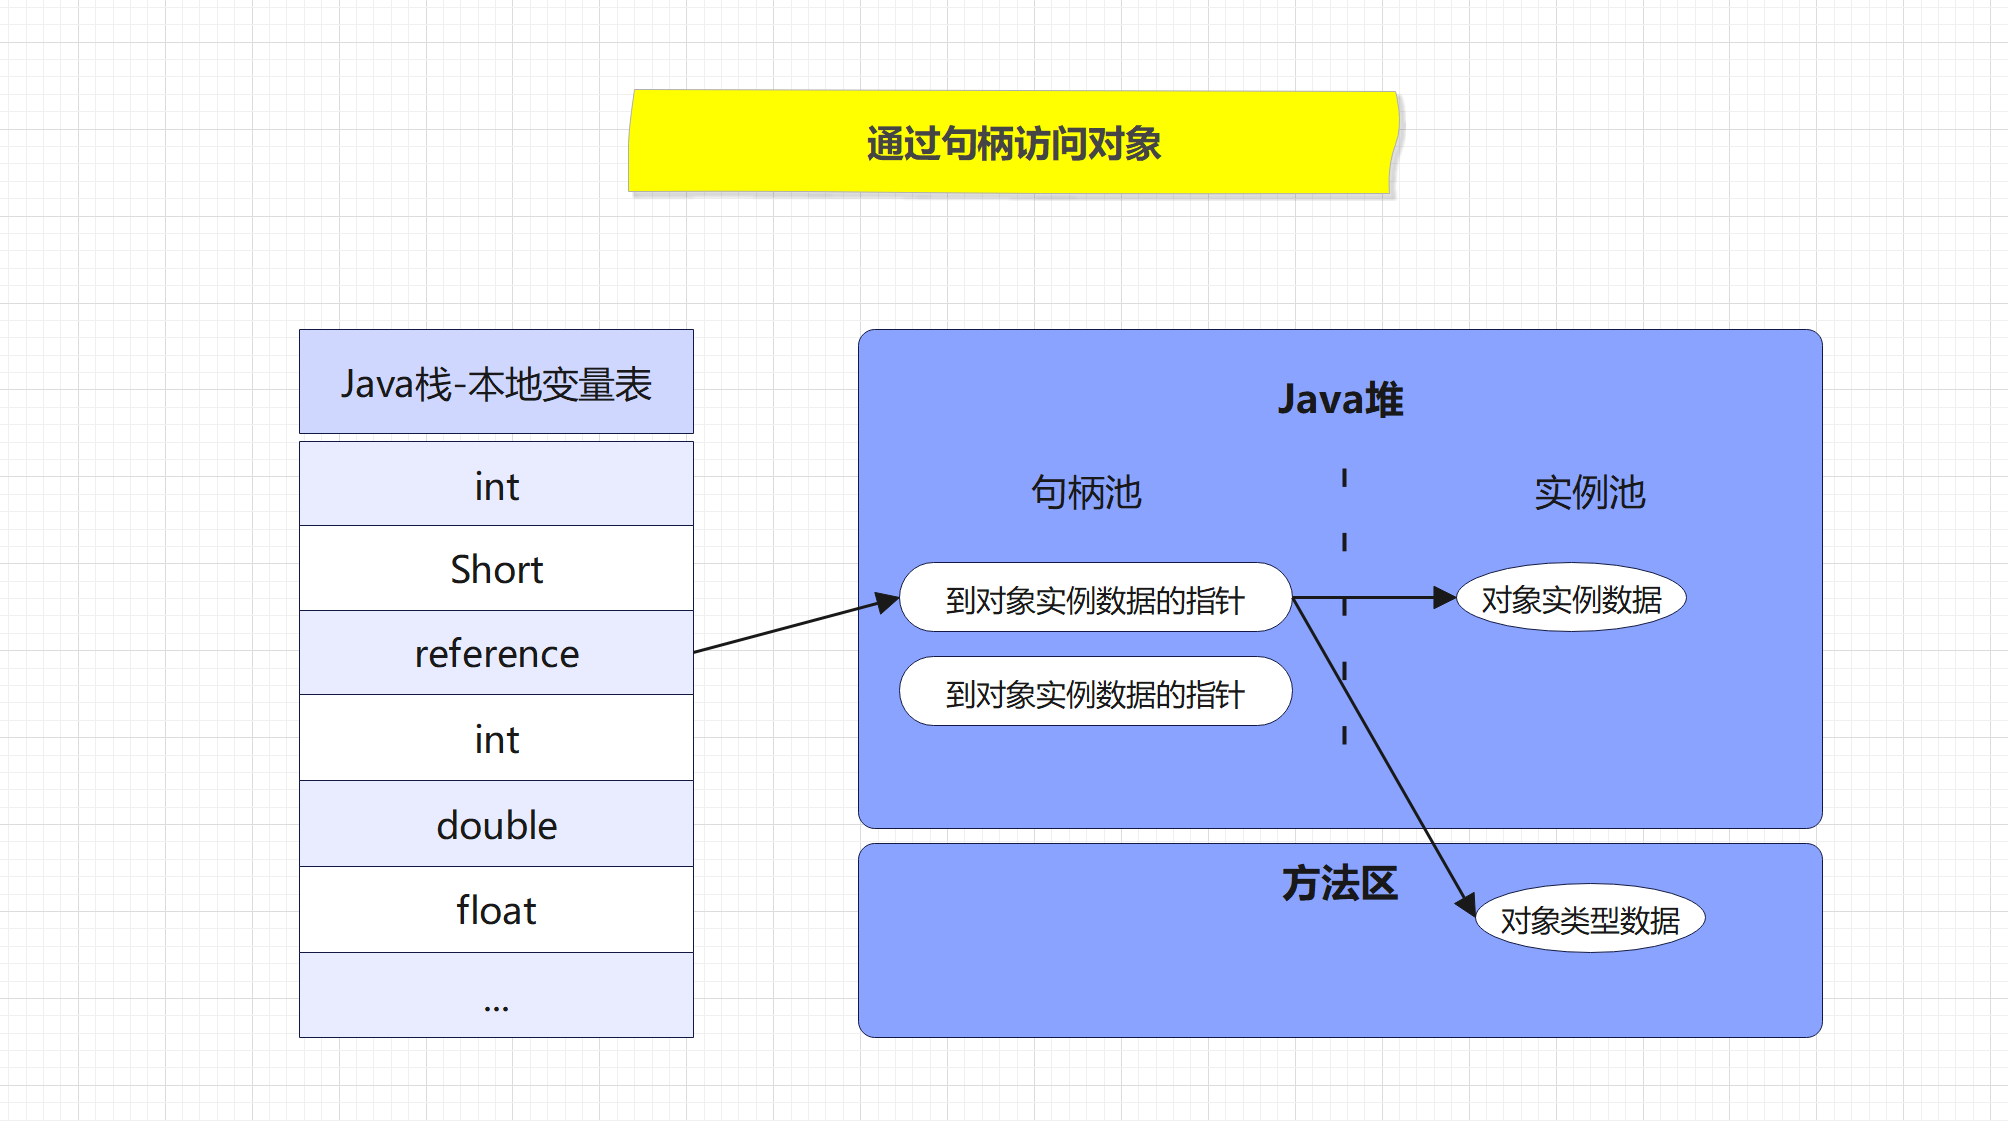 通过句柄访问对象
Java栈-本地变量表
int
Short
reference
int
double
float
...
Java堆
句柄池
实例池
到对象实例数据的指针
对象实例数据
到对象实例数据的指针
方法区
对象类型数据